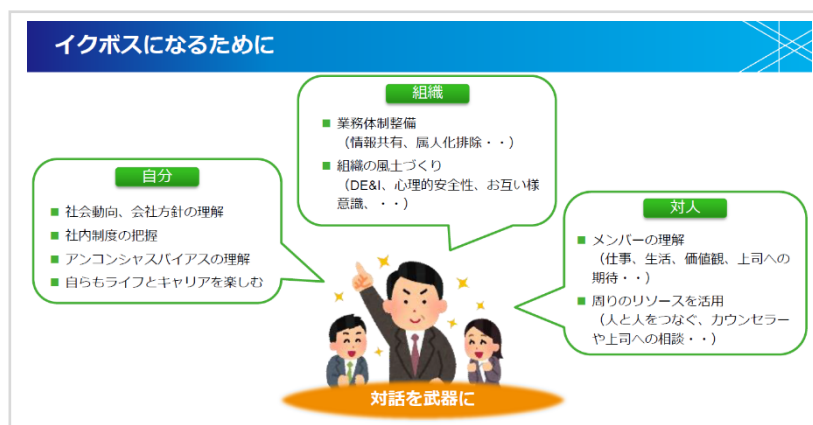 イクボスになるために
組織
■ 業務体制整備
（情報共有、属人化排除・・）
■ 組織の風土づくり
（DE&I、心理的安全性、お互い様
意識、・・）
自分
■ 社会動向、会社方針の理解
■ 社内制度の把握
■ アンコンシャスバイアスの理解
■ 自らもライフとキャリアを楽しむ
対人
■ メンバーの理解
（仕事、生活、価値観、上司への
期待・・）
■ 周りのリソースを活用
（人と人をつなぐ、カウンセラー
や上司への相談・・）
対話を武器に